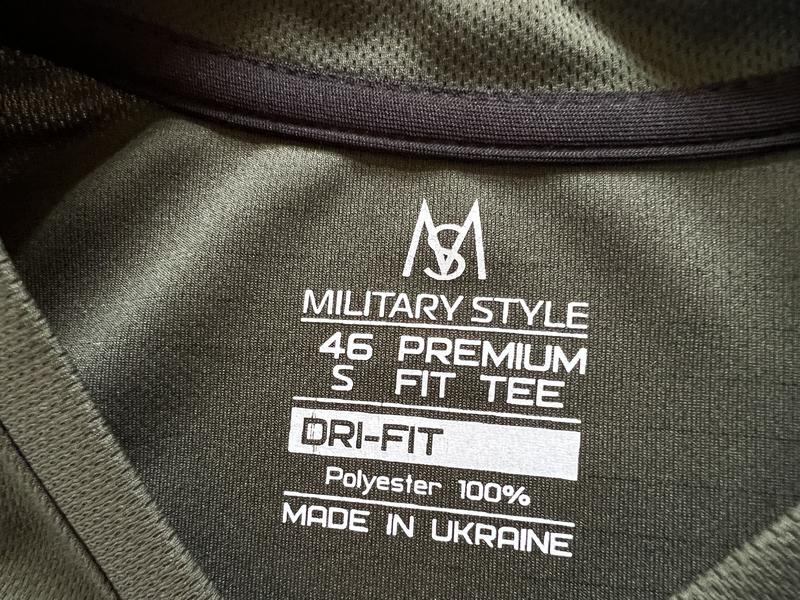 MS
MILITARY STYLE
46 PREMIUM
S FIT TEE
DRI-FIT
Polyester 100%
MADE IN UKRAINE